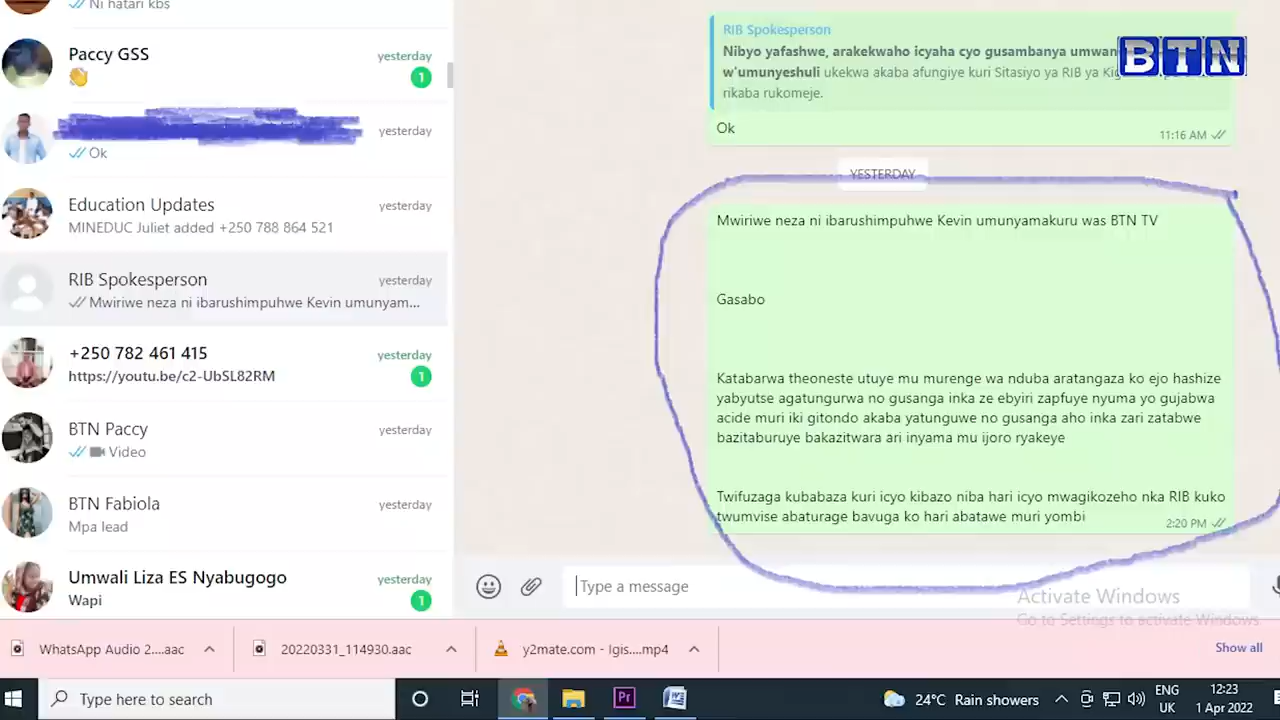 Ni hatari kbs
Paccy GSS
yesterday
1
yesterday
Ok
Education Updates
yesterday
MINEDUC Juliet added +250 788 864 521
RIB Spokesperson
yesterday
Mwiriwe neza ni ibarushimpuhwe Kevin umunyam...
+250 782 461 415
yesterday
https://youtu.be/c2-UbSL82RM
1
BTN Paccy
yesterday
Video
BTN Fabiola
yesterday
Mpa lead
Umwali Liza ES Nyabugogo
yesterday
Wapi
1
RIB Spokesperson
Nibyo yafashwe, arakekwaho icyaha cyo gusambanya
w'umunyeshuli ukekwa akaba afungiye kuri Sitasiyo ya RIB ya
nkaba rukomeje.
Ok
11:16 AM
BTN
YESTERDAY
Mwiriwe neza ni ibarushimpuhwe Kevin umunyamakuru was BTN TV
Gasabo
Katabarwa theoneste utuye mu murenge wa nduba aratangaza ko ejo hashize
yabyutse agatungurwa no gusanga inka ze ebyiri zapfuye nyuma yo gujabwa
acide muri iki gitondo akaba yatunguwe no gusanga aho inka zari zatabwe
bazitaburuye bakazitwara ari inyama mu ijoro ryakeye
Twifuzaga kubabaza kuri icyo kibazo niba hari icyo mwagikozeho nka RIB kuko
twumvise abaturage bavuga ko hari abatawe muri yombi
2:20 PM
Type a message
Activate Windows
Go to Settings to activate Windows.
WhatsApp Audio 2....aac
20220331_114930.aac
y2mate.com - Igis....mp4
Show all
Type here to search
Pr
24°C Rain showers
ENG
UK
12:23
1 Apr 2022